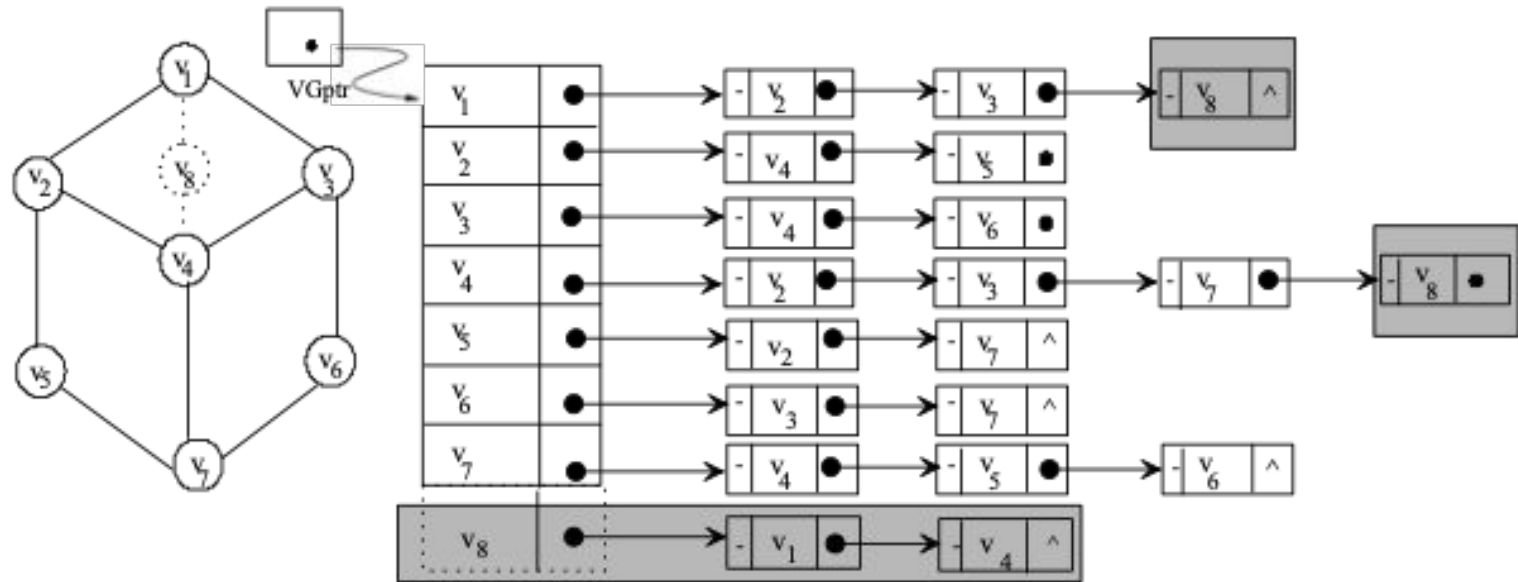 v1
v8
v2
v3
v4
v5
v6
v7
VGptr
v1 - v2 - v3 - v8 ^
v2 - v4 - v5
v3 - v4 - v6
v4 - v2 - v3 - v7 - v8
v5 - v2 - v7 ^
v6 - v3 - v7 ^
v7 - v4 - v5 - v6 ^
v8 - v1 - v4 ^